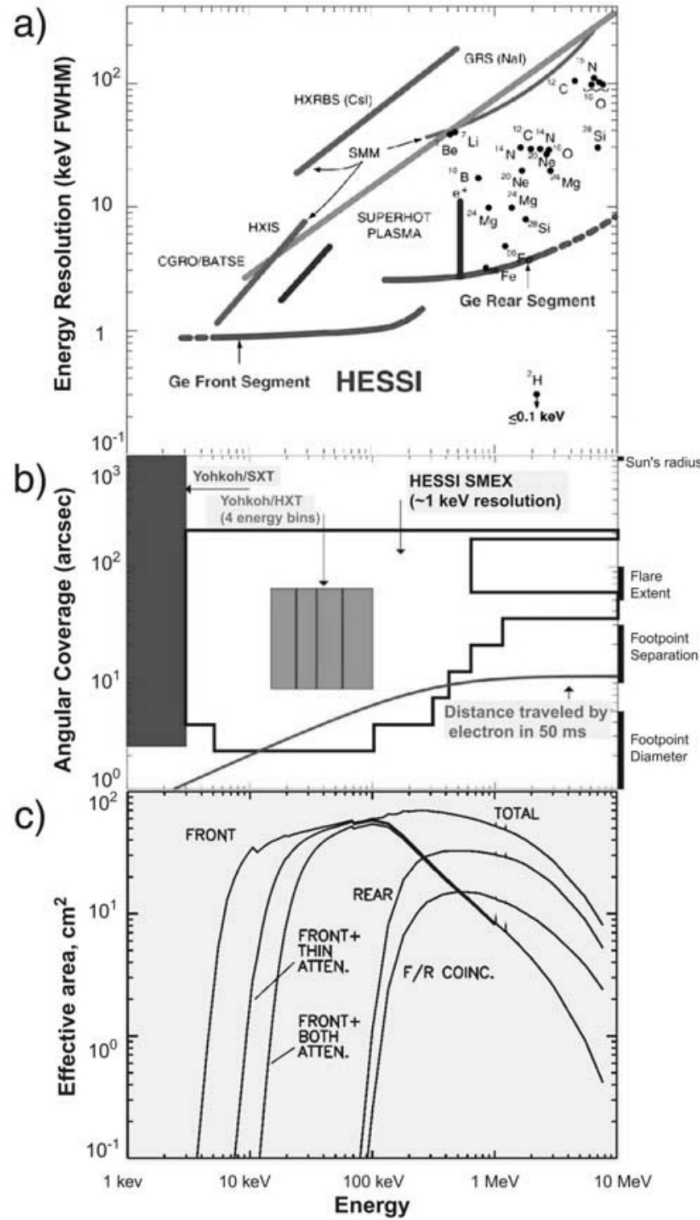 a)
Energy Resolution (keV FWHM)
10²
10
1
10⁻¹
HXRBS (CsI)
GRS (NaI)
SMM
HXIS
CGRO/BATSE
SUPERHOT
PLASMA
Be
⁷Li
¹⁰B
e⁺
¹²C
¹⁵N
¹⁶O
²⁸Si
¹²C
¹⁴N
¹⁴N
¹⁶O
²⁰Ne
²⁰Ne
²⁴Mg
²⁴Mg
²⁴Mg
²⁸Si
Fe
Ge Rear Segment
Ge Front Segment
HESSI
²H
≤0.1 keV
b)
Angular Coverage (arcsec)
10³
10²
10¹
10⁰
Yohkoh/SXT
Yohkoh/HXT
(4 energy bins)
HESSI SMEX
(~1 keV resolution)
Sun's radius
Flare
Extent
Footpoint
Separation
Footpoint
Diameter
Distance traveled by
electron in 50 ms
c)
Effective area, cm²
10²
10¹
10⁰
10⁻¹
FRONT
TOTAL
REAR
FRONT+
THIN
ATTEN.
F/R COINC.
FRONT+
BOTH
ATTEN.
1 kev
10 keV
100 keV
1 MeV
10 MeV
Energy